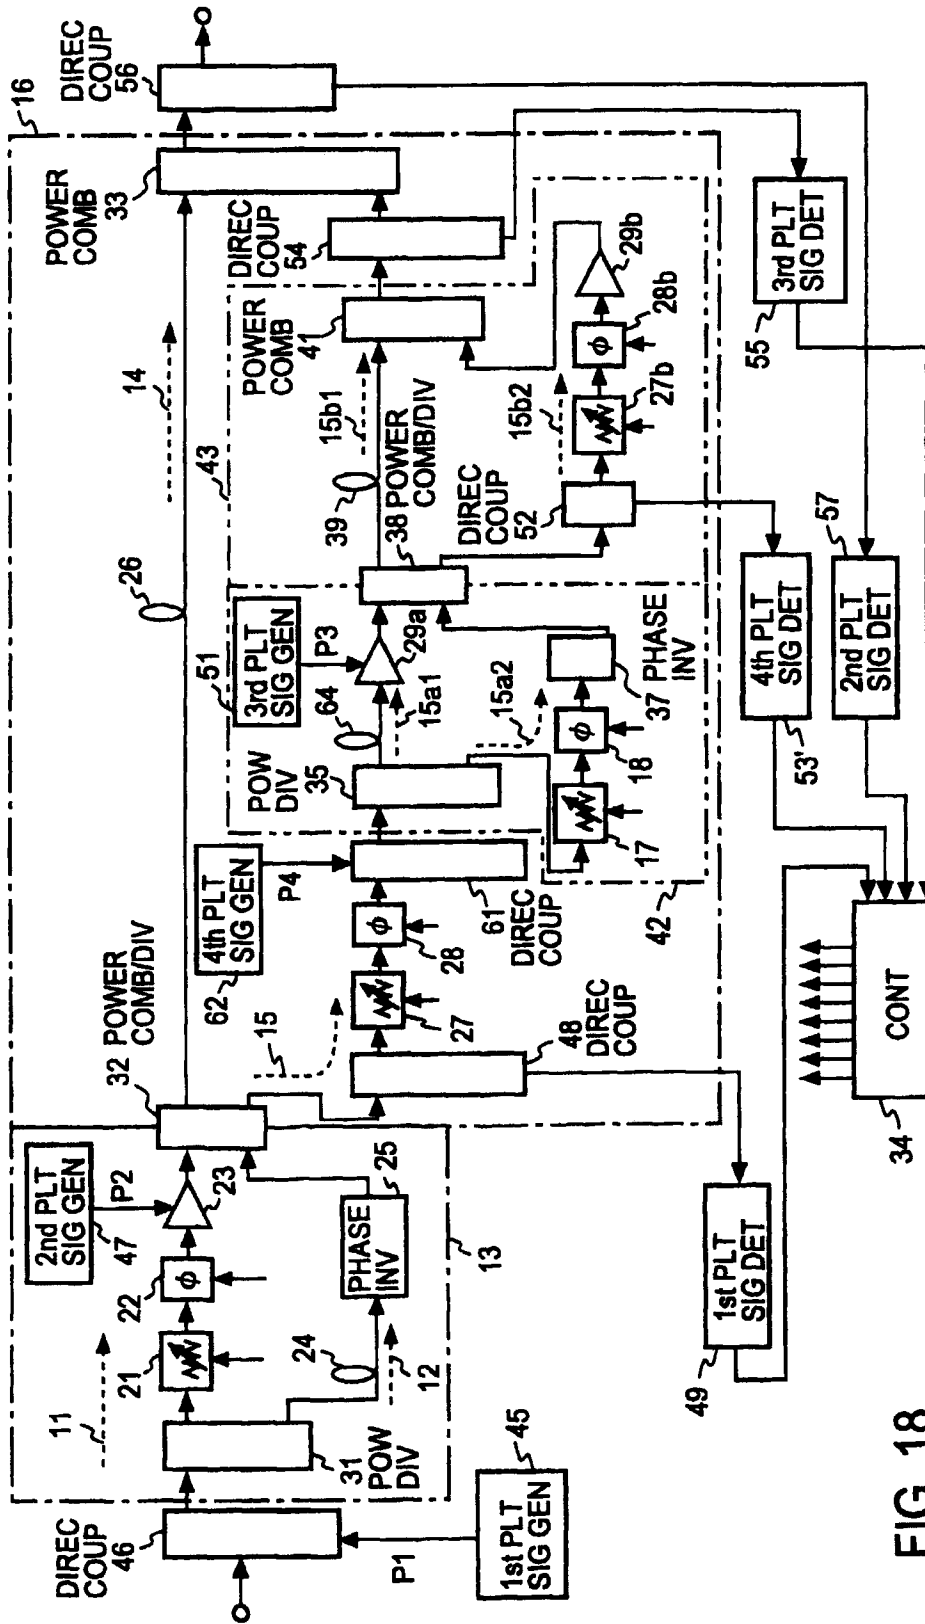 DIREC
COUP
46
P1
1st PLT
SIG GEN
45
11
31
POW
DIV
21
22
2nd PLT
SIG GEN
47
P2
23
ϕ
24
12
PHASE
INV
25
13
32
POWER
COMB/DIV
26
14
16
15
48
DIREC
COUP
27
ϕ
28
4th PLT
SIG GEN
62
P4
61
DIREC
COUP
42
POW
DIV
35
64
15a1
15a2
51
3rd PLT
SIG GEN
P3
29a
17
ϕ
18
37
PHASE
INV
43
38
POWER
COMB/DIV
39
15b1
DIREC
COUP
52
15b2
27b
ϕ
28b
29b
POWER
COMB
41
DIREC
COUP
54
POWER
COMB
33
DIREC
COUP
56
1st PLT
SIG DET
49
4th PLT
SIG DET
53'
2nd PLT
SIG DET
57
3rd PLT
SIG DET
55
CONT
34
FIG. 18